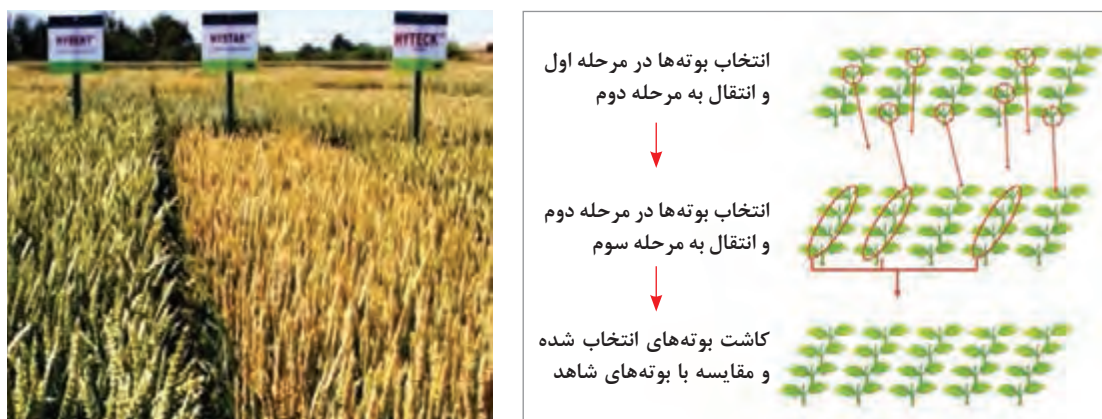 HYSTAR
HYTECK
انتخاب بوته‌ها در مرحله اول
و انتقال به مرحله دوم
انتخاب بوته‌ها در مرحله دوم
و انتقال به مرحله سوم
کاشت بوته‌های انتخاب شده
و مقایسه با بوته‌های شاهد